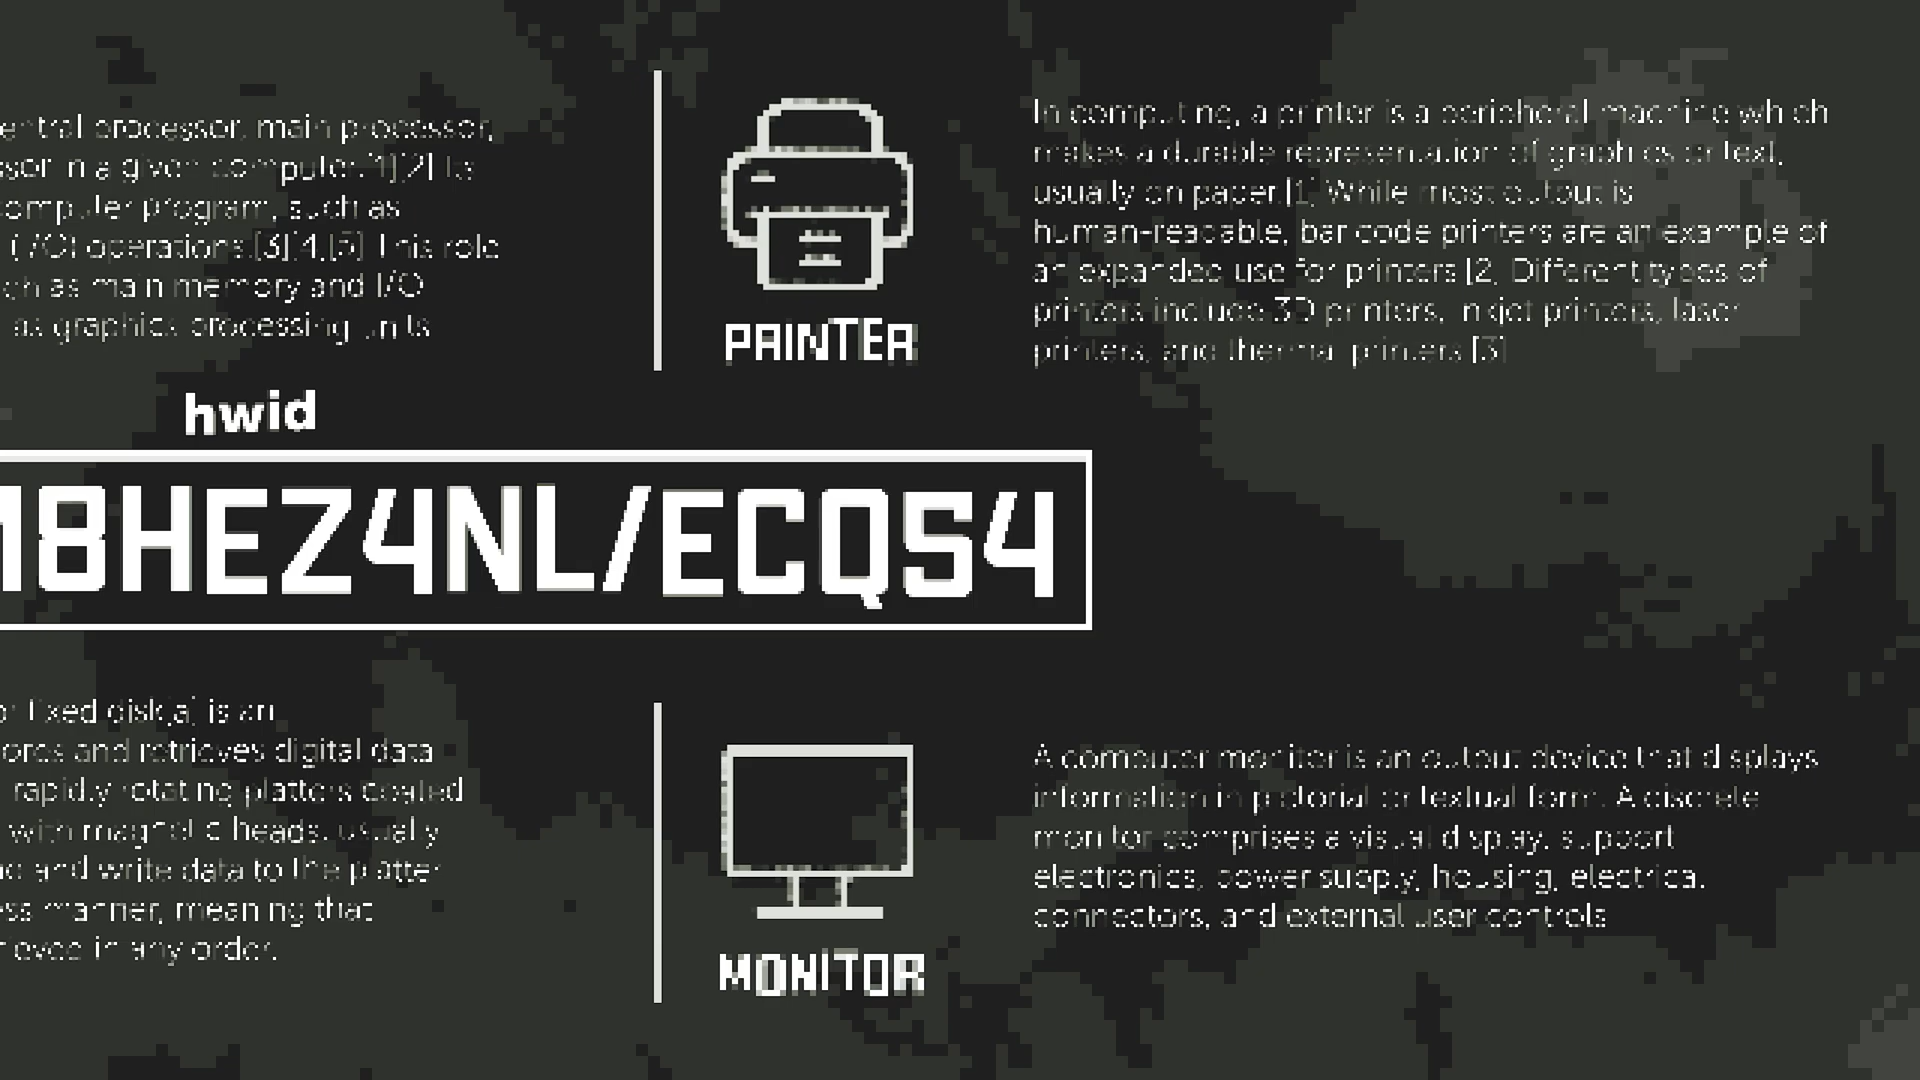 entral processor, main processor,
ssor in a given computer.[1][2] Its
computer program, such as
(I/O) operations.[3][4][5] This role
ch as main memory and I/O
as graphics processing units
PRINTER
In computing, a printer is a peripheral machine which
makes a durable representation of graphics or text,
usually on paper.[1] While most output is
human-readable, bar code printers are an example of
an expanded use for printers.[2] Different types of
printers include 3D printers, inkjet printers, laser
printers, and thermal printers.[3]
hwid
18HEZ4NL/ECQS4
or fixed disk[a] is an
ores and retrieves digital data
rapidly rotating platters coated
with magnetic heads, usually
ad and write data to the platter
ess manner, meaning that
rieved in any order.
MONITOR
A computer monitor is an output device that displays
information in pictorial or textual form. A discrete
monitor comprises a visual display, support
electronics, power supply, housing, electrical
connectors, and external user controls